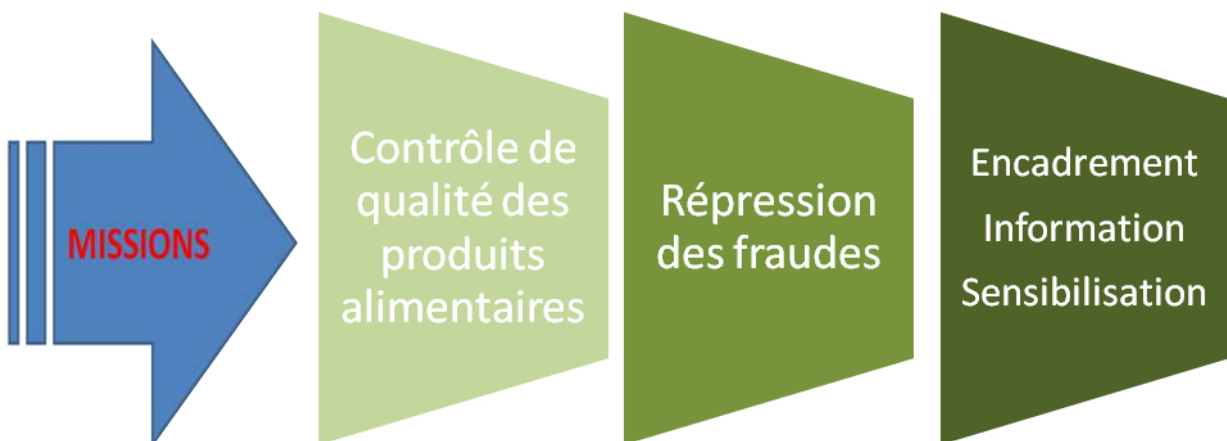 MISSIONS
Contrôle de
qualité des
produits
alimentaires
Répression
des fraudes
Encadrement
Information
Sensibilisation